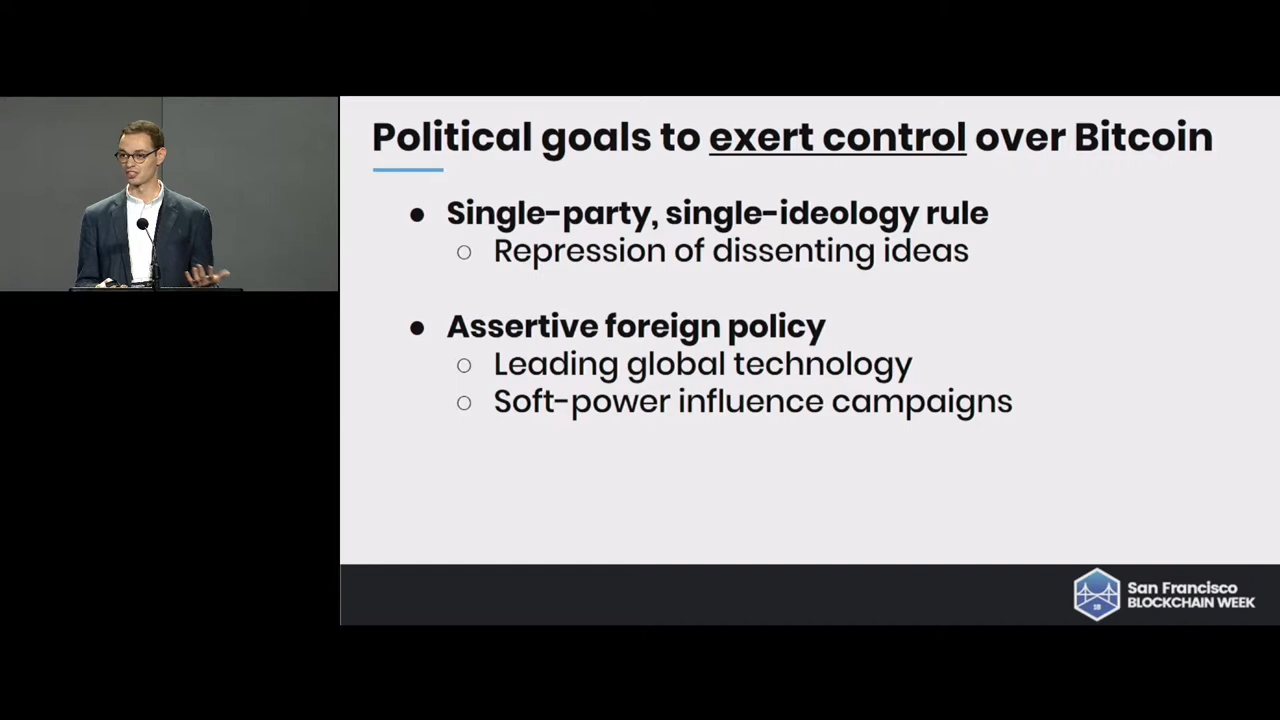 Political goals to exert control over Bitcoin
● Single-party, single-ideology rule
○ Repression of dissenting ideas
● Assertive foreign policy
○ Leading global technology
○ Soft-power influence campaigns
18
San Francisco
BLOCKCHAIN WEEK